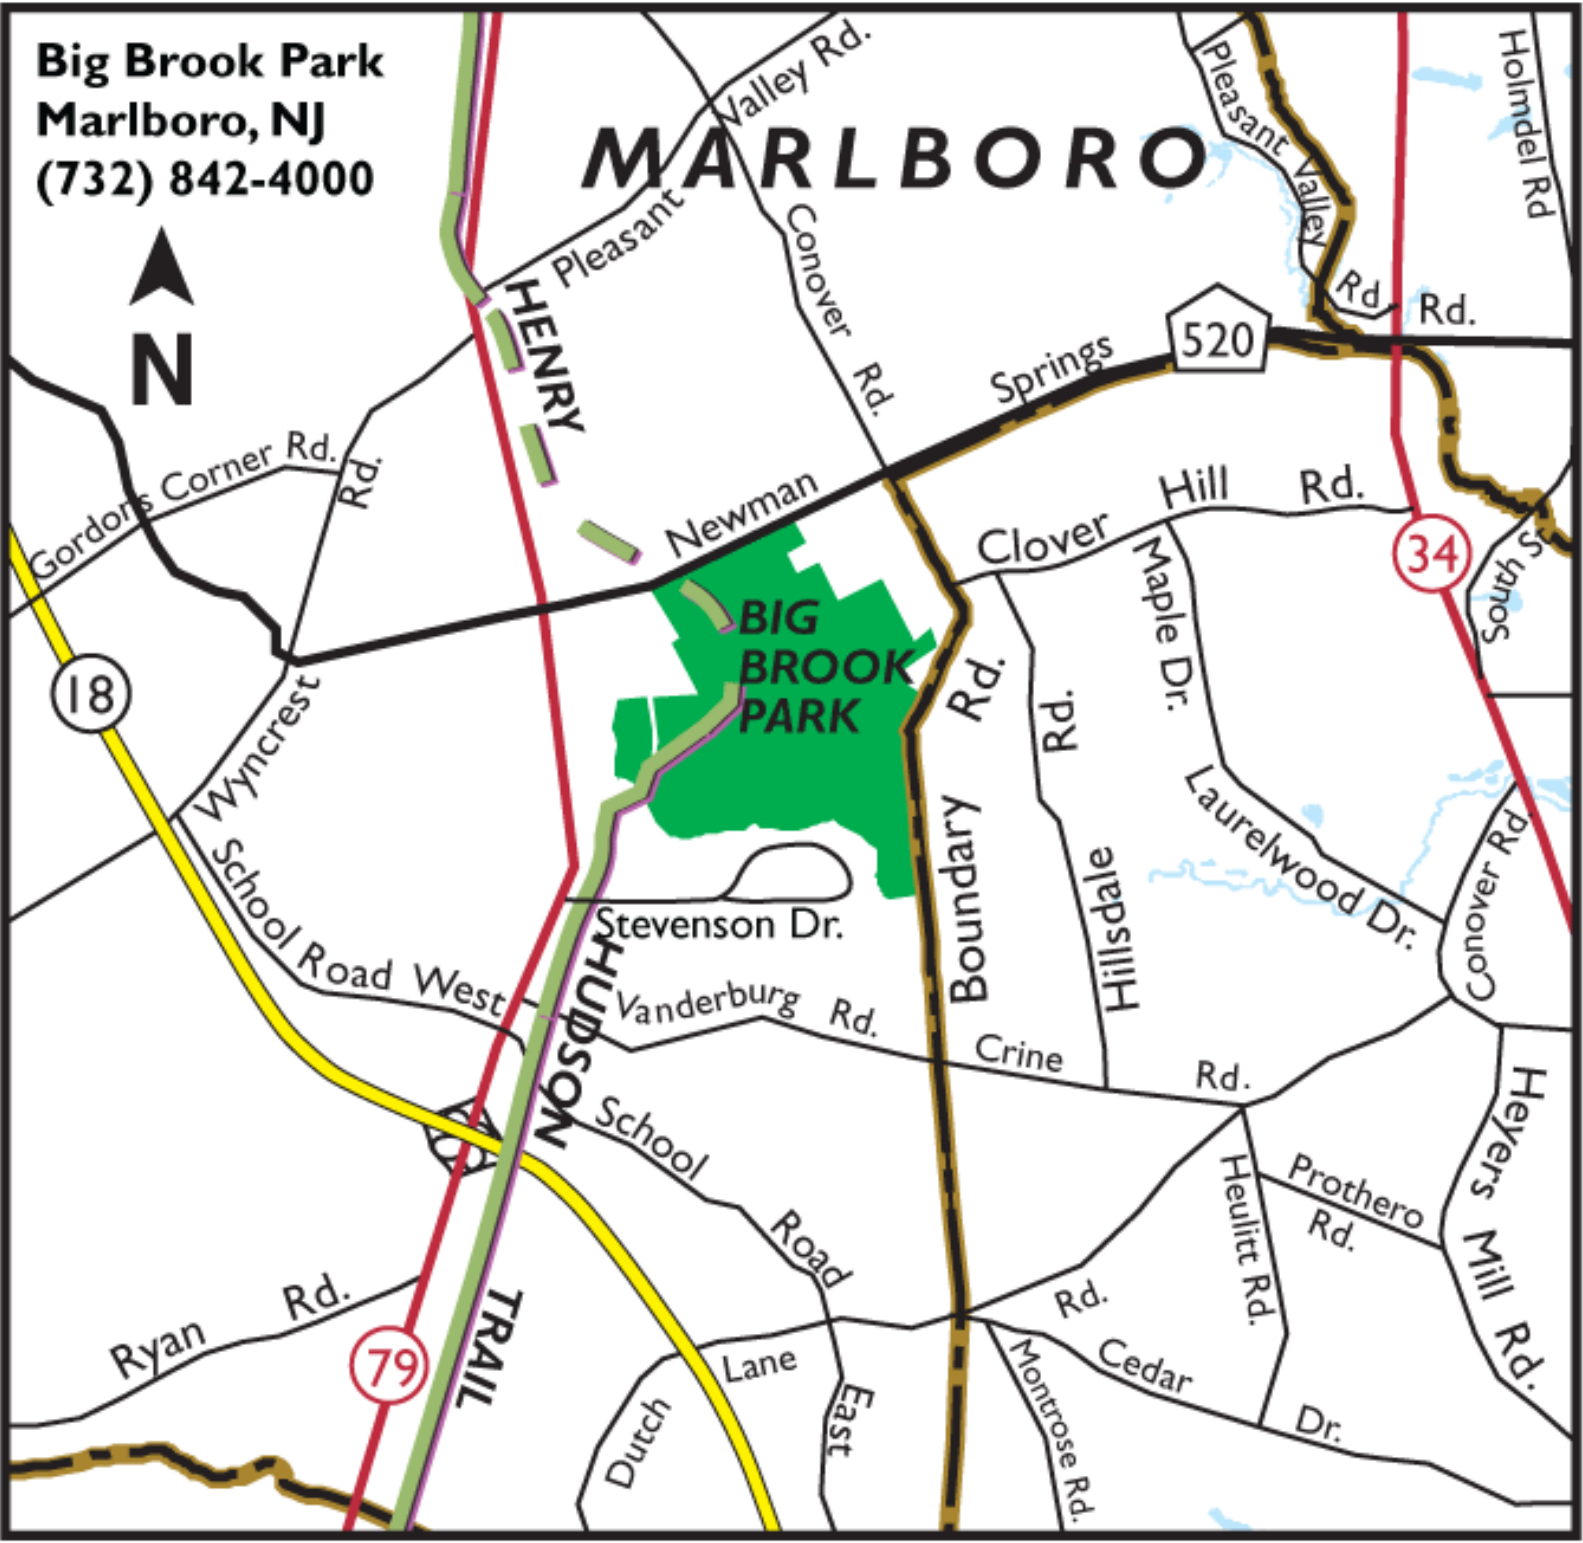 Big Brook Park
Marlboro, NJ
(732) 842-4000
N
MARLBORO
Pleasant Valley Rd.
Pleasant Valley Rd
Holmdel Rd
Conover Rd.
HENRY
Newman Springs Rd.
520
Gordons Corner Rd.
Wyncrest Rd.
Clover Hill Rd.
34
South S
18
BIG
BROOK
PARK
Maple Dr.
Boundary Rd.
Hillsdale Rd.
Laurelwood Dr.
Conover Rd.
Stevenson Dr.
School Road West
HUDSON
Vanderburg Rd.
Crine Rd.
School Road East
Heulitt Rd.
Prothero
Rd.
Heyers Mill Rd.
Ryan Rd.
79
TRAIL
Dutch Lane Rd.
Montrose Rd.
Cedar Dr.